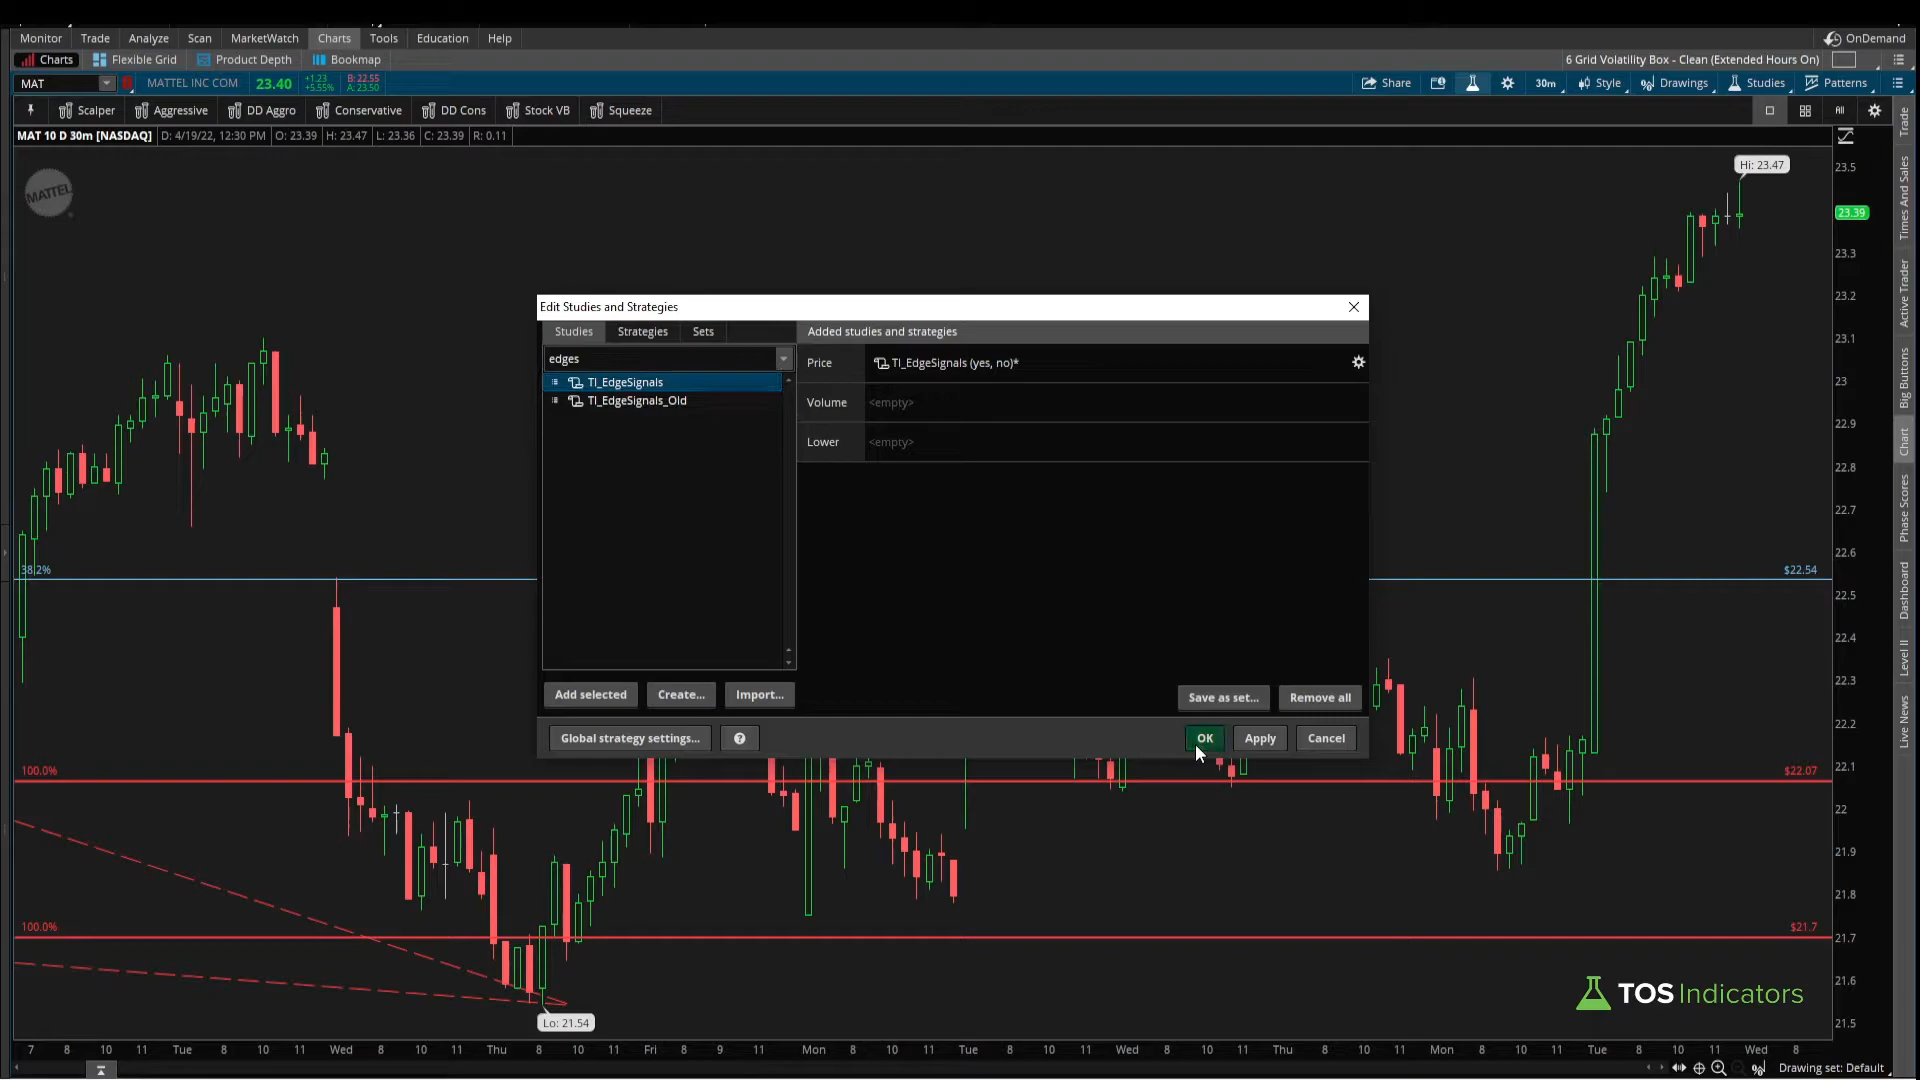 Monitor Trade Analyze Scan MarketWatch Charts Tools Education Help OnDemand
Charts Flexible Grid Product Depth Bookmap 6 Grid Volatility Box - Clean (Extended Hours On)
MAT MATTEL INC COM 23.40 +1.23 +5.55% B: 22.55 A: 23.50 Share 30m Style Drawings Studies Patterns
Scalper Aggressive DD Aggro Conservative DD Cons Stock VB Squeeze All
MAT 10 D 30m [NASDAQ] D: 4/19/22, 12:30 PM O: 23.39 H: 23.47 L: 23.36 C: 23.39 R: 0.11
Hi: 23.47
MATTEL
23.5
23.39
23.3
23.2
23.1
23
22.9
22.8
22.7
22.6
22.5
22.4
22.3
22.2
22.1
22
21.9
21.8
21.7
21.6
21.5
Edit Studies and Strategies
Studies Strategies Sets Added studies and strategies
edges
TI_EdgeSignals
TI_EdgeSignals_Old
Price TI_EdgeSignals (yes, no)*
Volume <empty>
Lower <empty>
Add selected Create... Import... Save as set... Remove all
Global strategy settings... ? OK Apply Cancel
38.2% $22.54
100.0% $22.07
100.0% $21.7
Lo: 21.54
TOS Indicators
7 8 10 11 Tue 8 10 11 Wed 8 10 11 Thu 8 10 11 Fri 8 9 11 Mon 8 10 11 Tue 8 10 11 Wed 8 10 11 Thu 8 10 11 Mon 8 10 11 Tue 8 10 11 Wed 8
Drawing set: Default
Trade
Times And Sales
Active Trader
Big Buttons
Chart
Phase Scores
Dashboard
Level II
Live News